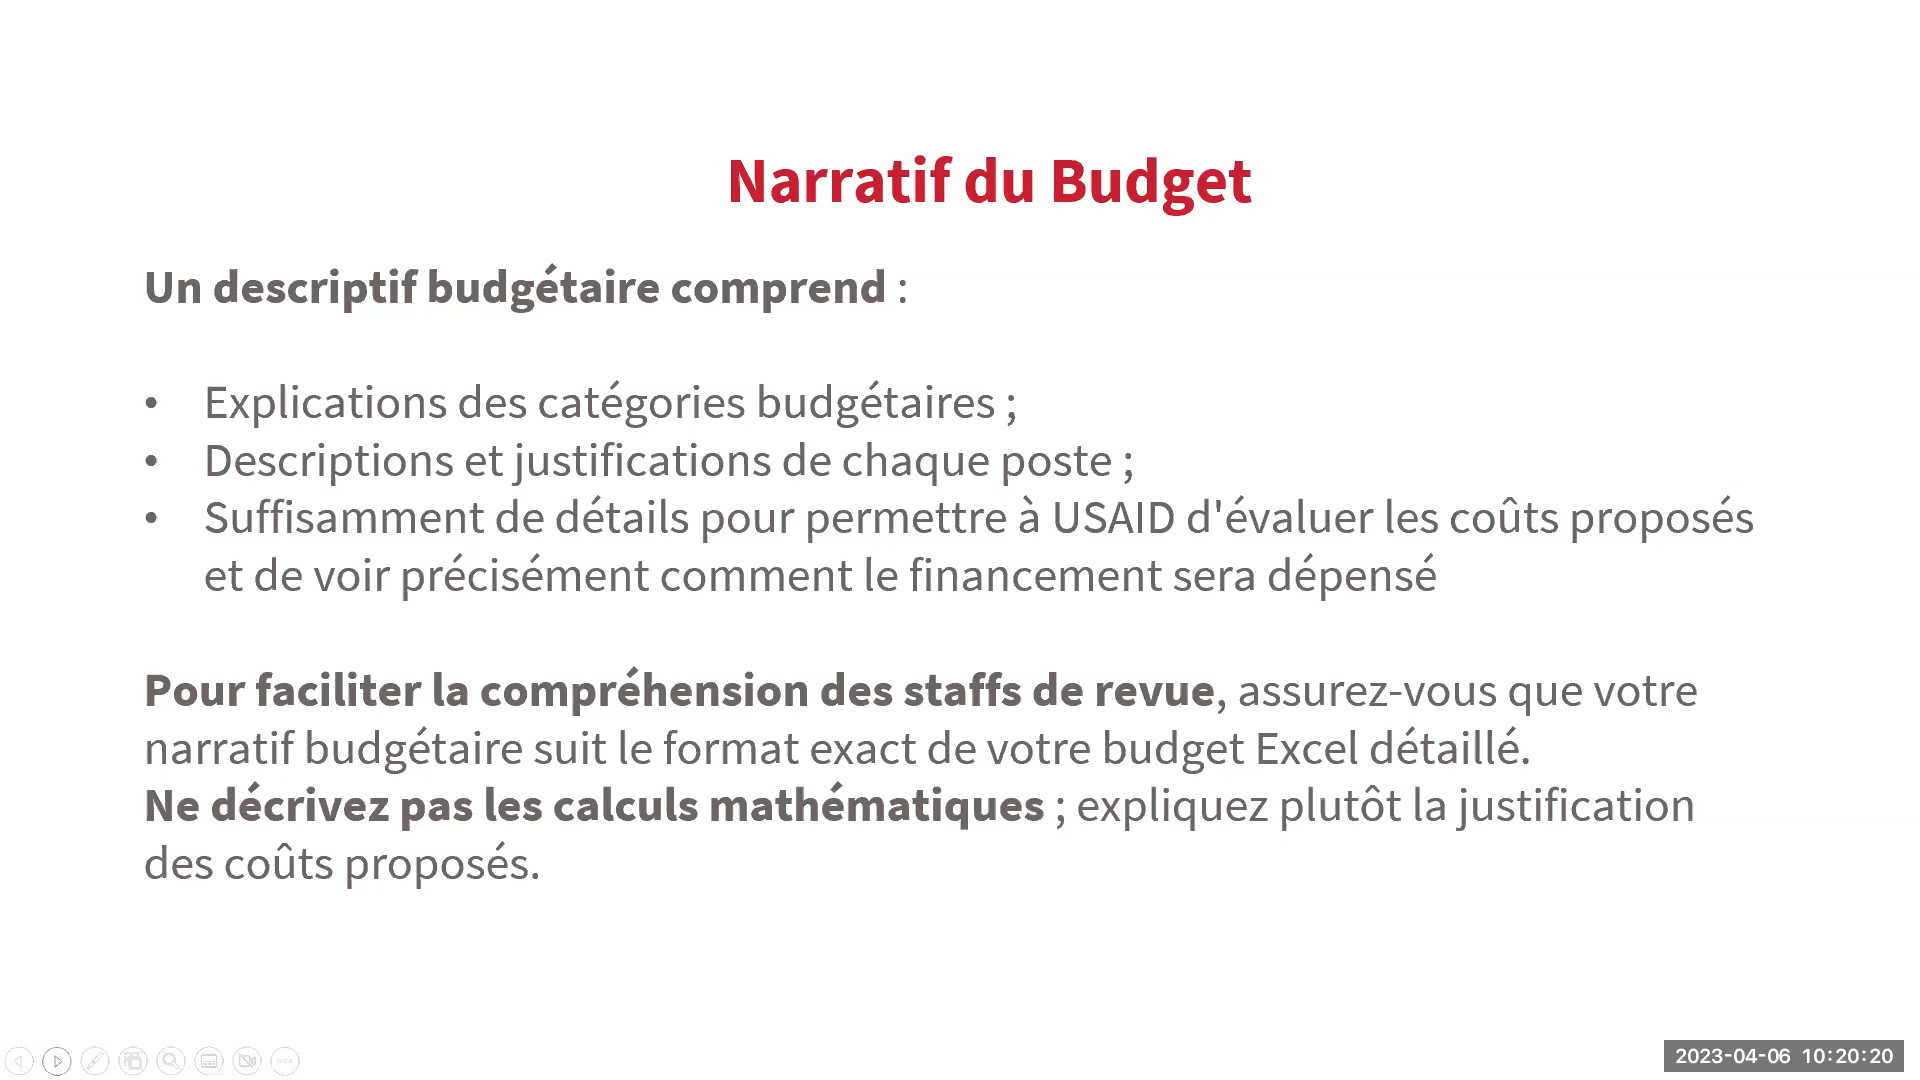 Narratif du Budget
Un descriptif budgétaire comprend :
• Explications des catégories budgétaires ;
• Descriptions et justifications de chaque poste ;
• Suffisamment de détails pour permettre à USAID d'évaluer les coûts proposés
et de voir précisément comment le financement sera dépensé
Pour faciliter la compréhension des staffs de revue, assurez-vous que votre
narratif budgétaire suit le format exact de votre budget Excel détaillé.
Ne décrivez pas les calculs mathématiques ; expliquez plutôt la justification
des coûts proposés.
2023-04-06 10:20:20